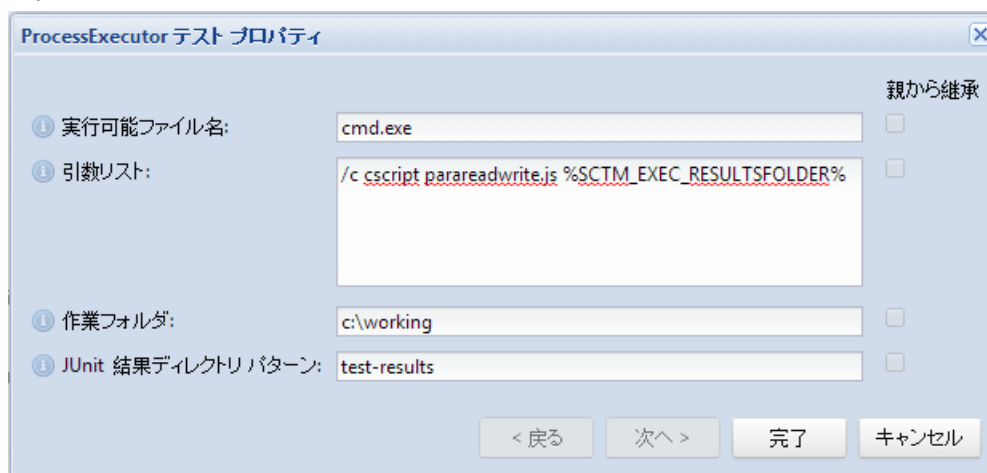 ProcessExecutor テスト プロパティ
親から継承
実行可能ファイル名:
cmd.exe
引数リスト:
/c cscript parareadwrite.js %SCTM_EXEC_RESULTSFOLDER%
作業フォルダ:
c:\working
JUnit 結果ディレクトリ パターン:
test-results
< 戻る 次へ > 完了 キャンセル